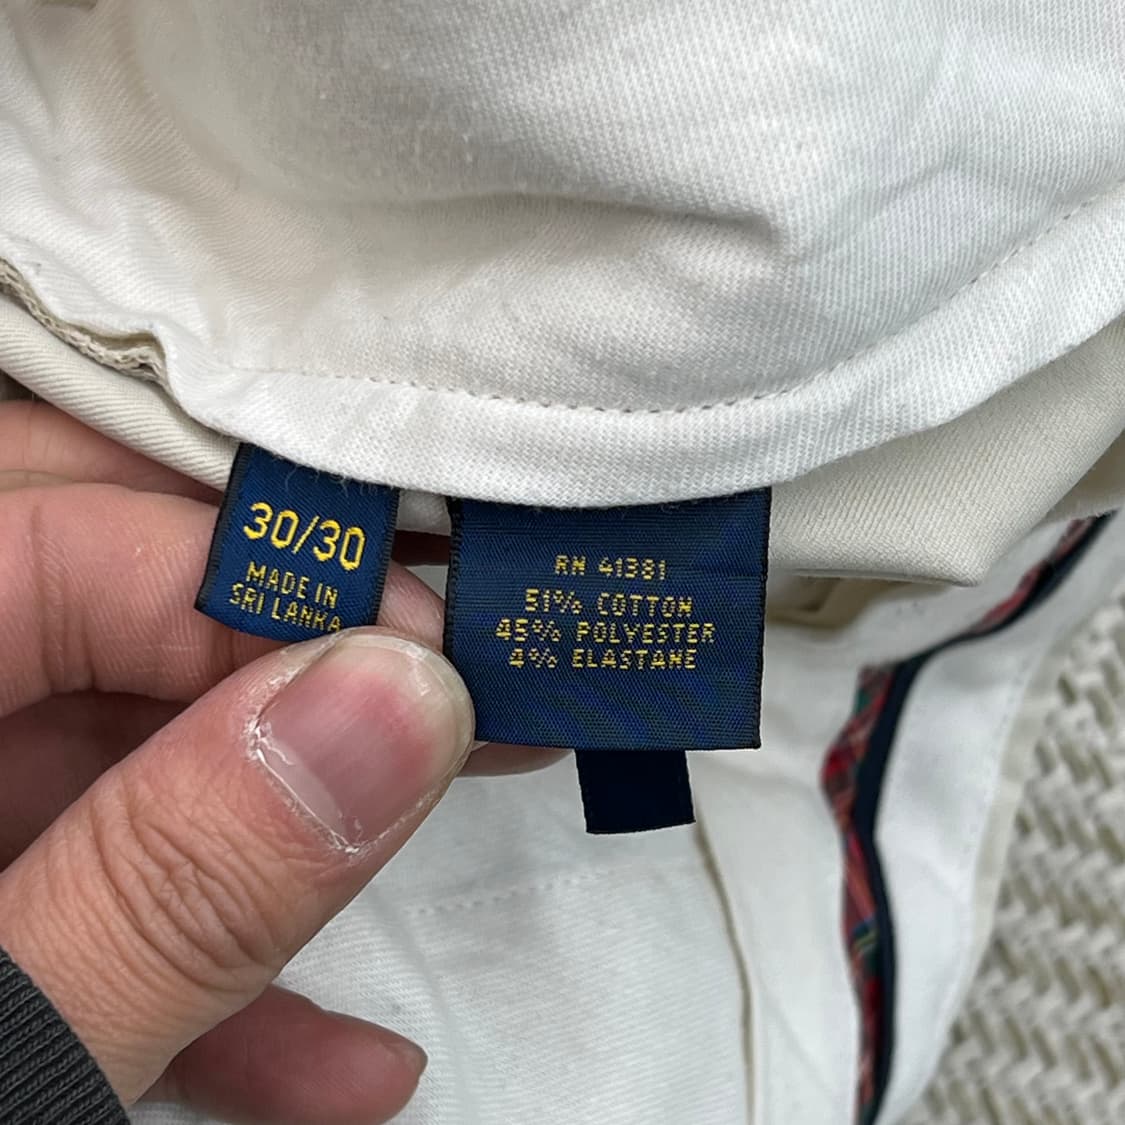 30/30
MADE IN
SRI LANKA
RN 41381
51% COTTON
45% POLYESTER
4% ELASTANE